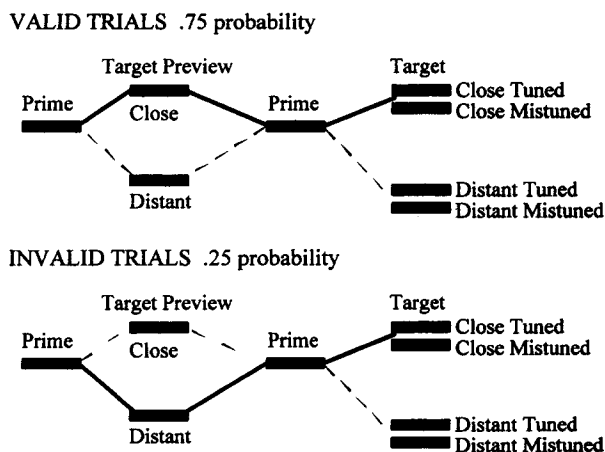 VALID TRIALS .75 probability
Target Preview
Target
Prime
Close
Prime
Close Tuned
Close Mistuned
Distant
Distant Tuned
Distant Mistuned
INVALID TRIALS .25 probability
Target Preview
Target
Prime
Close
Prime
Close Tuned
Close Mistuned
Distant
Distant Tuned
Distant Mistuned